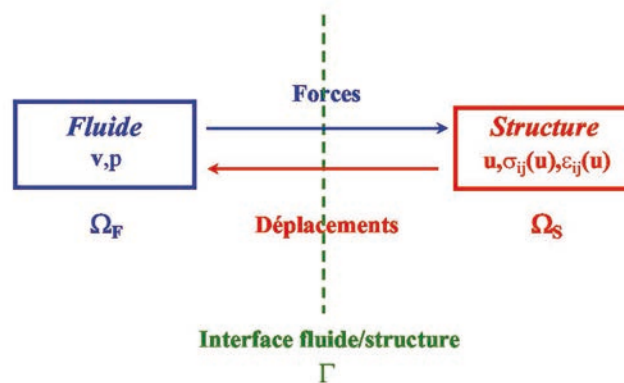 Forces
Fluide
v,p
Structure
u,σij(u),εij(u)
ΩF
Déplacements
ΩS
Interface fluide/structure
Γ